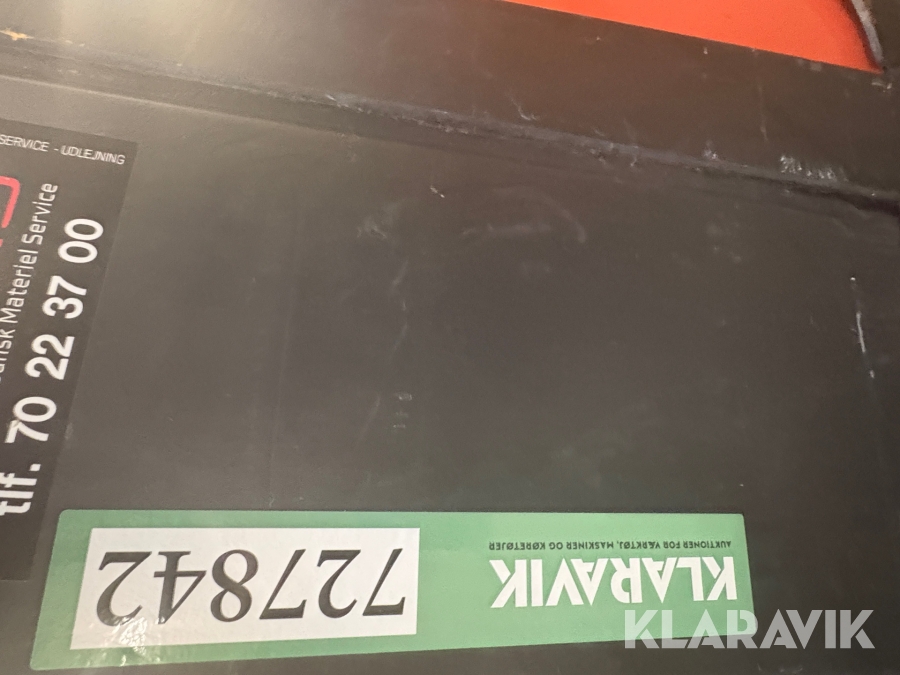 SERVICE - UDLEJNING
Materiel Service
tlf. 70 22 37 00
KLARAVIK
AUKTIONER FOR VÆRKTØJ, MASKINER OG KØRETØJER
727842
KLARAVIK